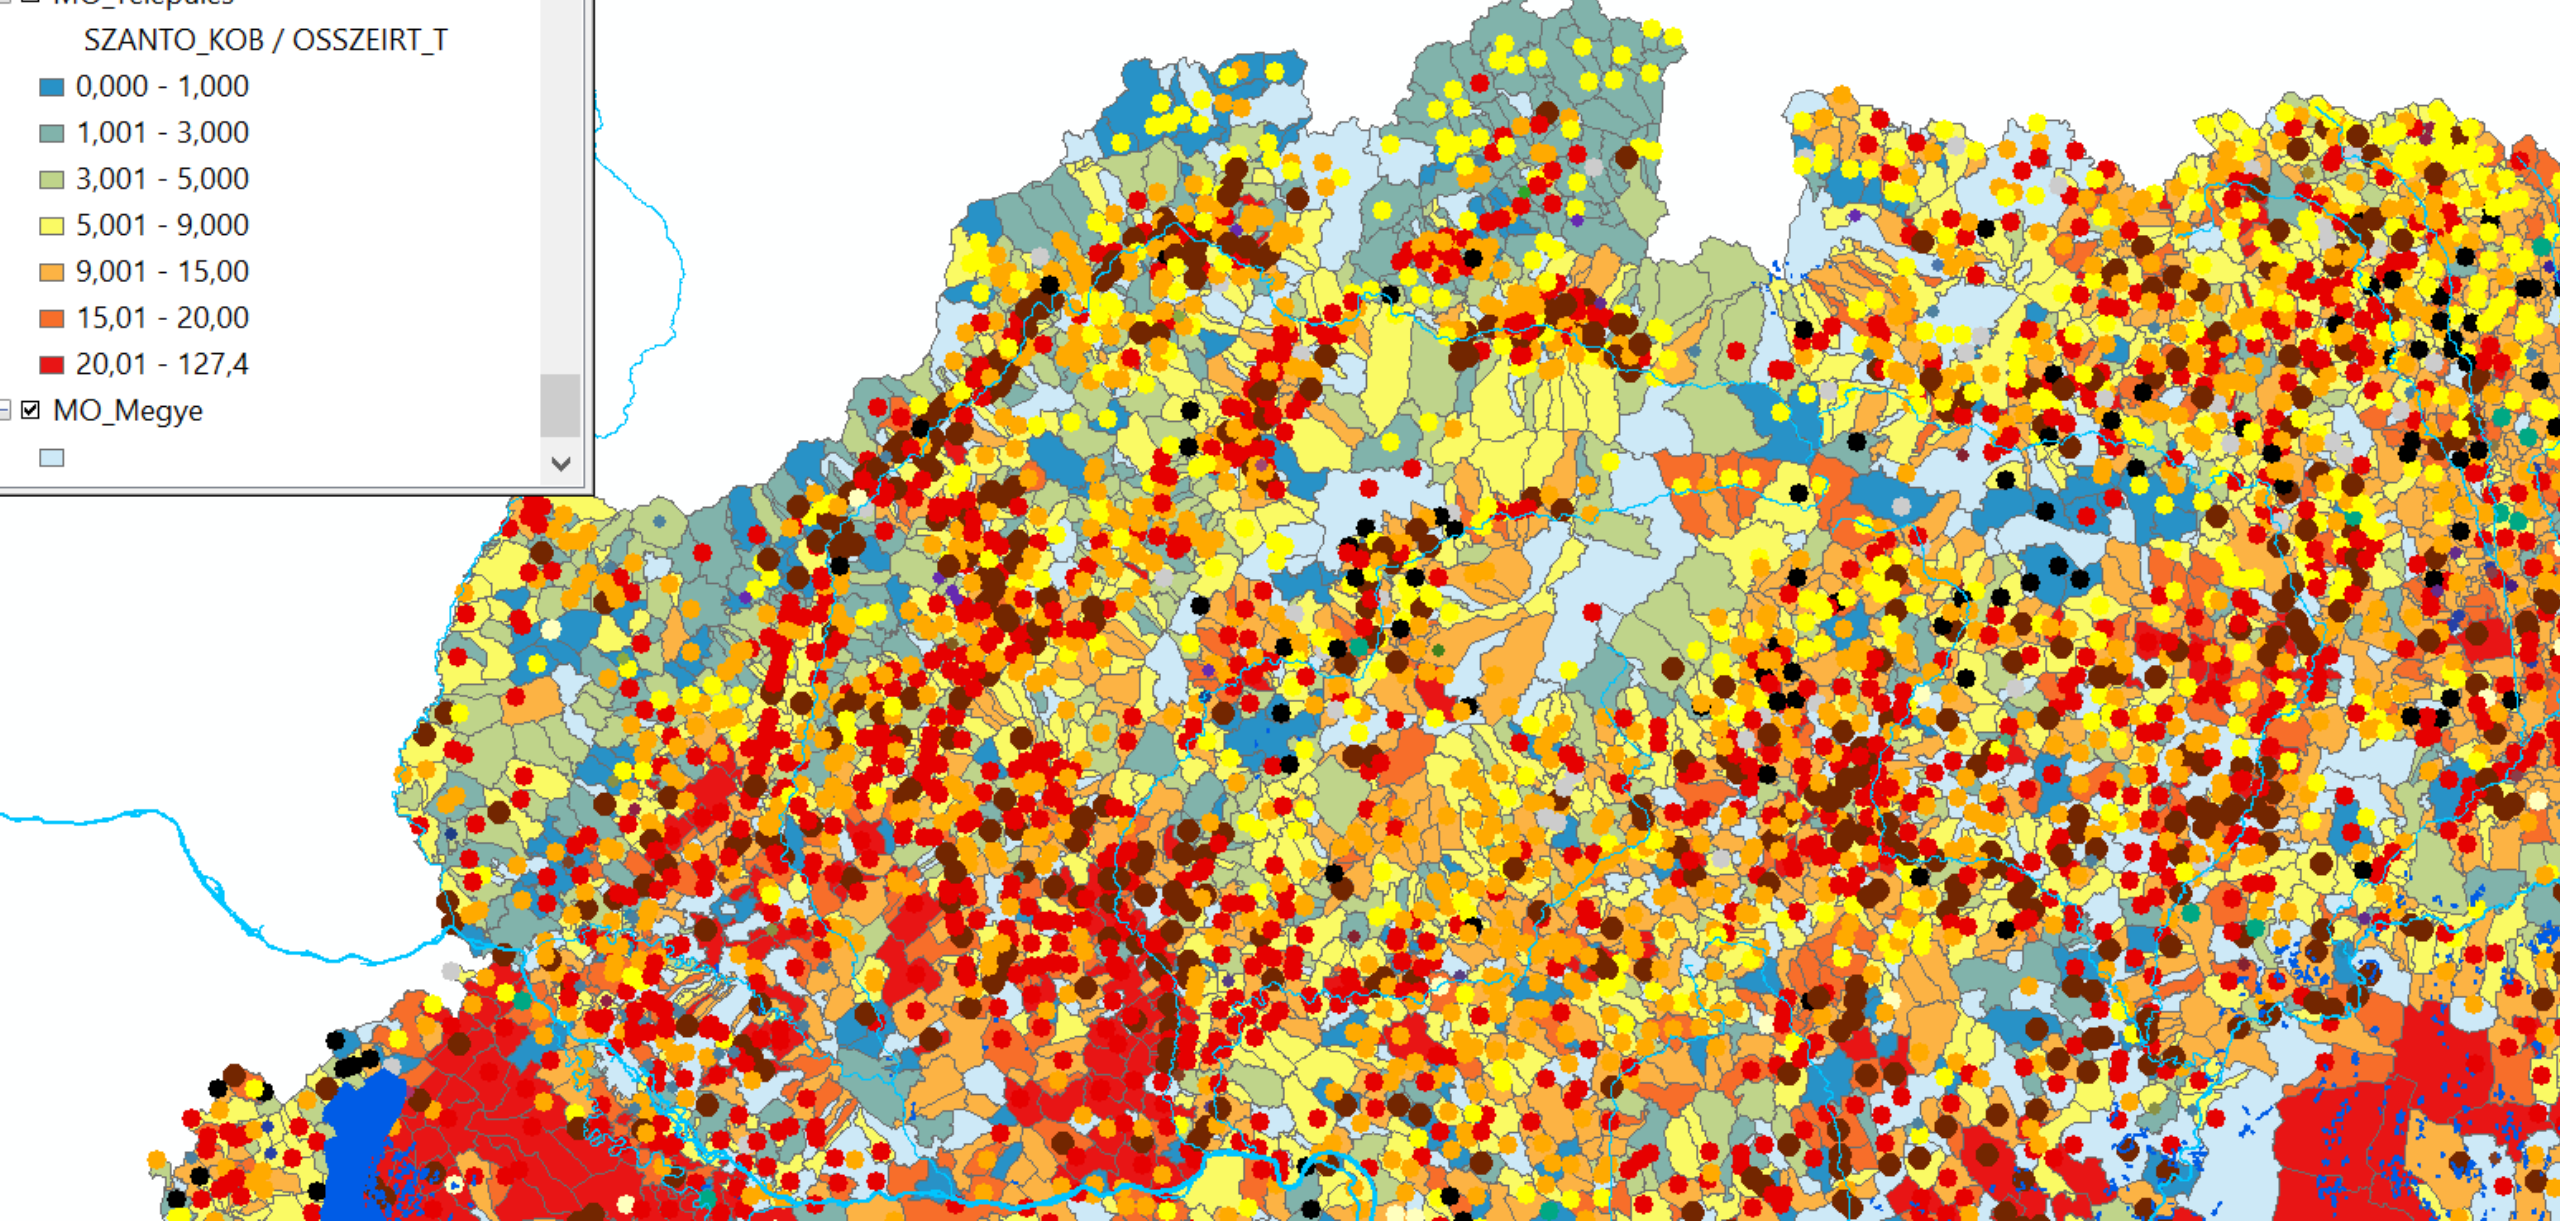 MO_Telepules
SZANTO_KOB / OSSZEIRT_T
0,000 - 1,000
1,001 - 3,000
3,001 - 5,000
5,001 - 9,000
9,001 - 15,00
15,01 - 20,00
20,01 - 127,4
MO_Megye